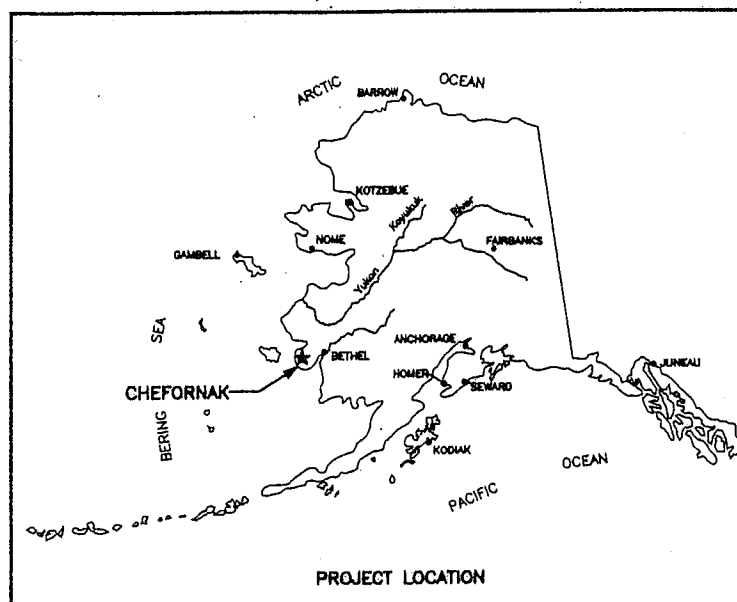 ARCTIC OCEAN
BARROW
KOTZEBUE
Koyukuk
River
NOME
FAIRBANKS
GAMBELL
Yukon
BERING SEA
ANCHORAGE
BETHEL
JUNEAU
HOMER
SEWARD
CHEFORNAK
KODIAK
PACIFIC OCEAN
PROJECT LOCATION